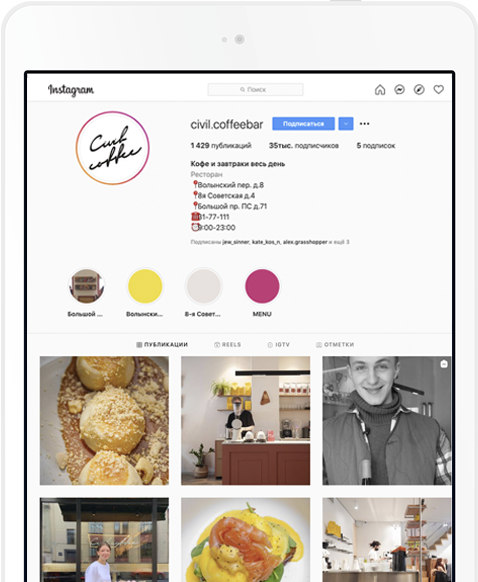 Instagram
Поиск
Civil coffee
civil.coffeebar
Подписаться
1 429 публикаций 35тыс. подписчиков 5 подписок
Кофе и завтраки весь день
Ресторан
Волынский пер. д.8
8я Советская д.4
Большой пр. ПС д.71
31-77-111
9:00-23:00
Подписаны jew_sinner, kate_kos_n, alex.grasshopper и ещё 3
Большой ... Волынски... 8-я Совет... MENU
ПУБЛИКАЦИИ REELS IGTV ОТМЕТКИ